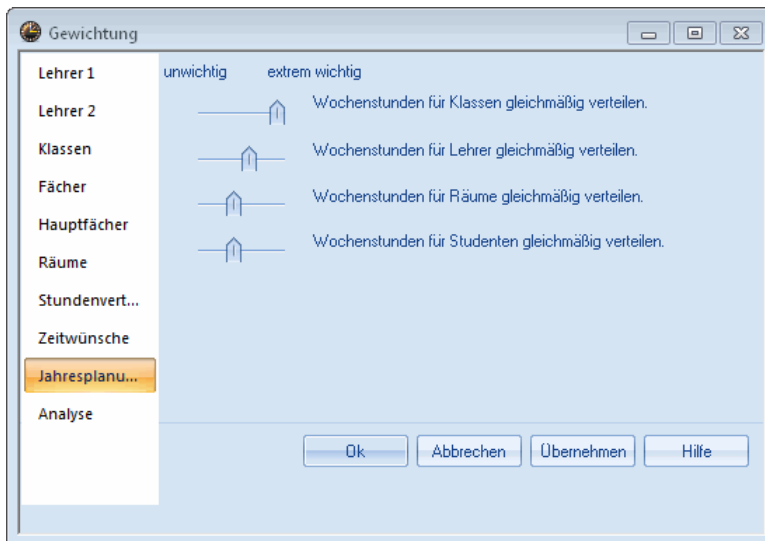 Gewichtung
Lehrer 1
Lehrer 2
Klassen
Fächer
Hauptfächer
Räume
Stundenvert...
Zeitwünsche
Jahresplanu...
Analyse
unwichtig extrem wichtig
Wochenstunden für Klassen gleichmäßig verteilen.
Wochenstunden für Lehrer gleichmäßig verteilen.
Wochenstunden für Räume gleichmäßig verteilen.
Wochenstunden für Studenten gleichmäßig verteilen.
Ok Abbrechen Übernehmen Hilfe